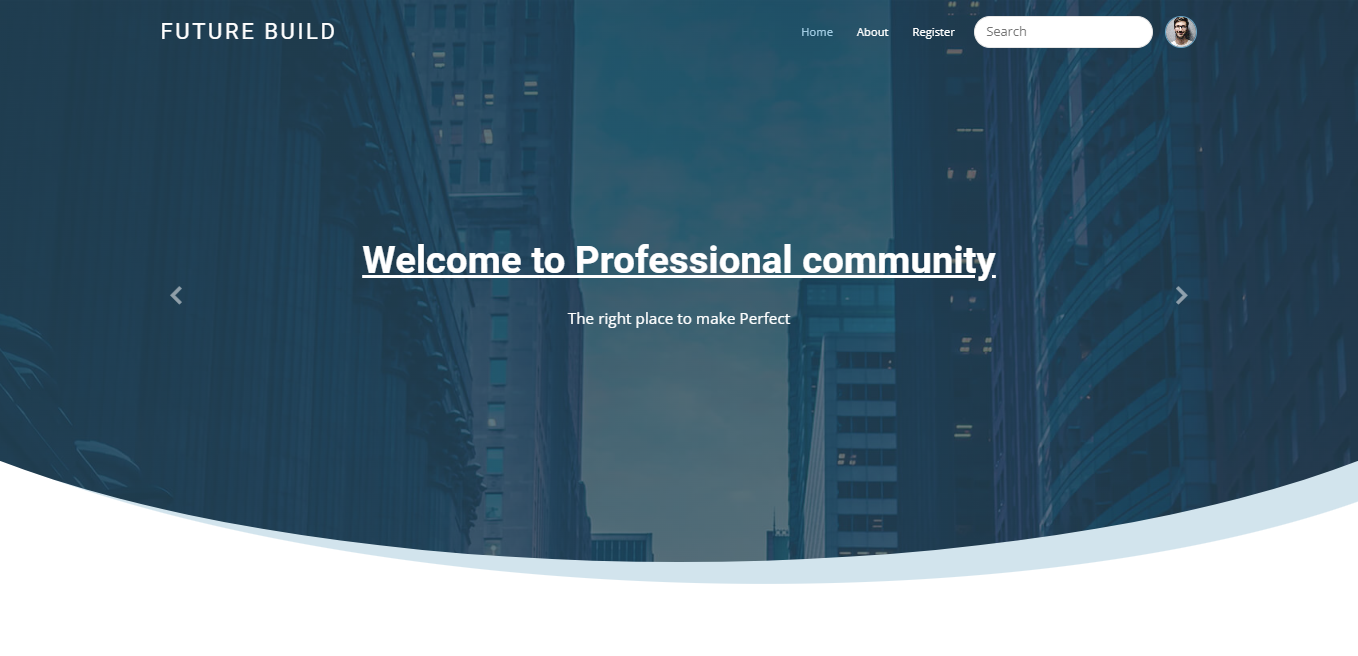 FUTURE BUILD
Home About Register Search
Welcome to Professional community
The right place to make Perfect